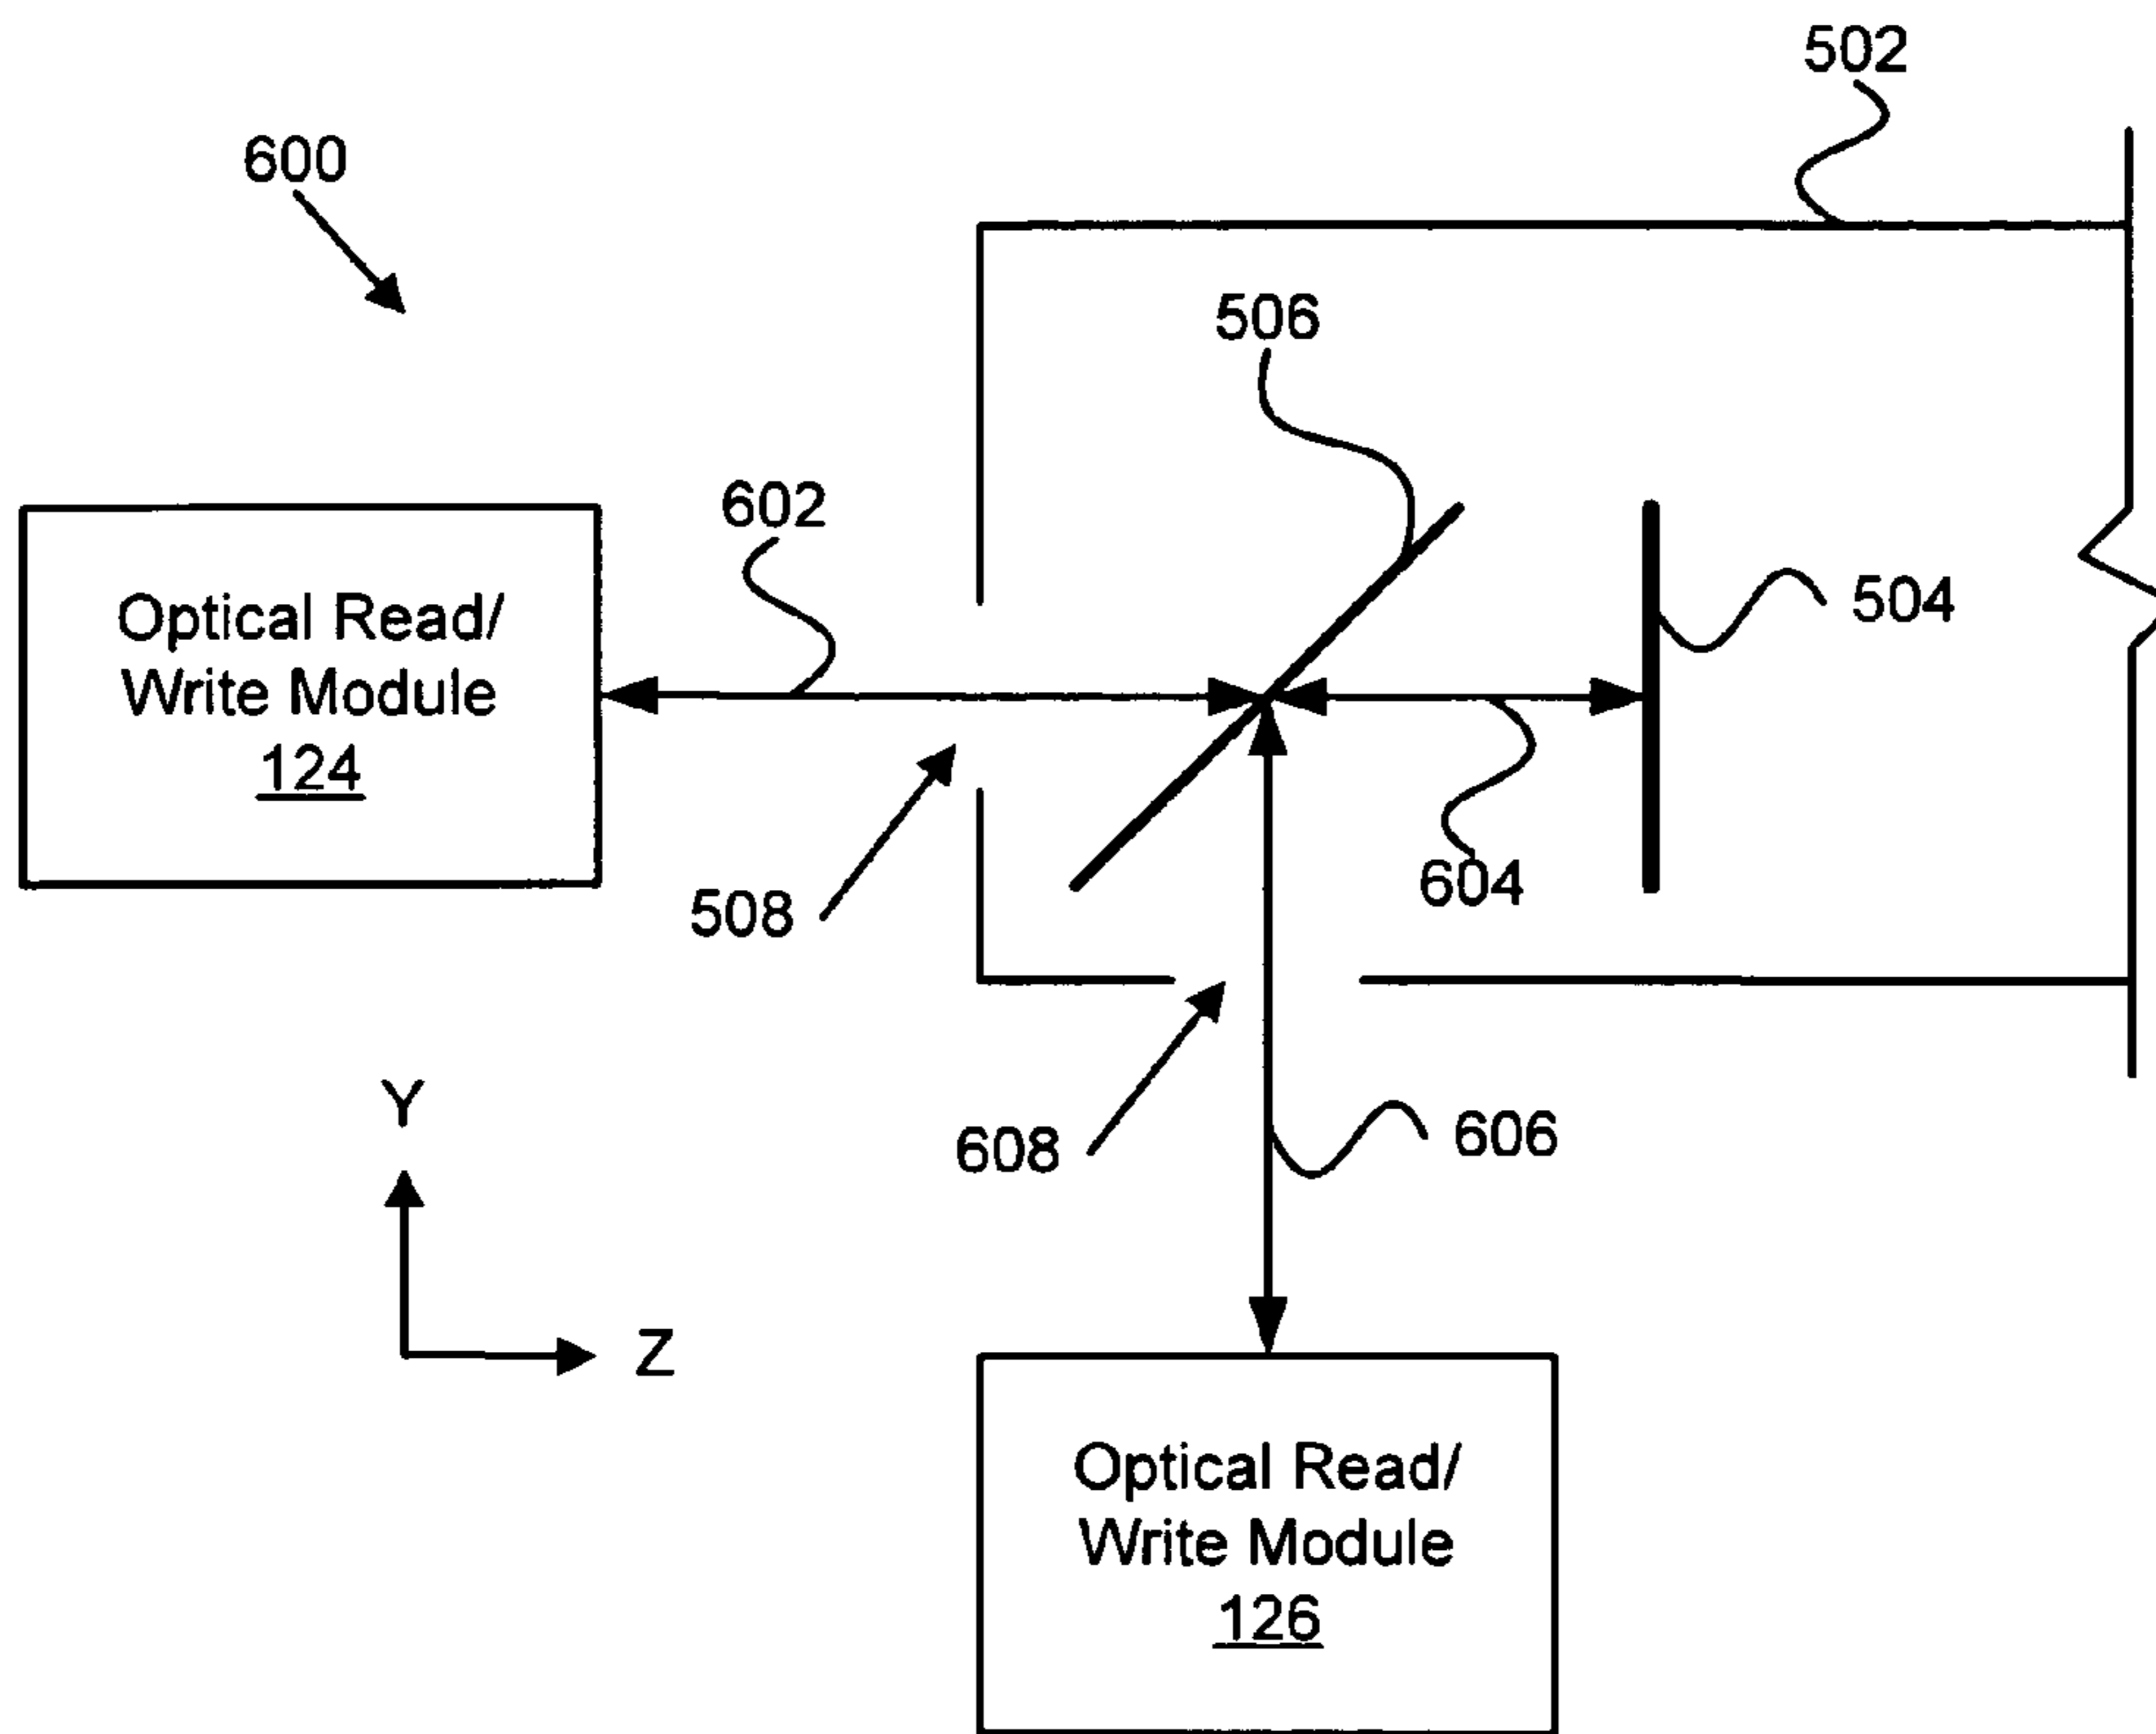 502
600
506
602
504
Optical Read/
Write Module
124
604
508
Y
606
608
Z
Optical Read/
Write Module
126